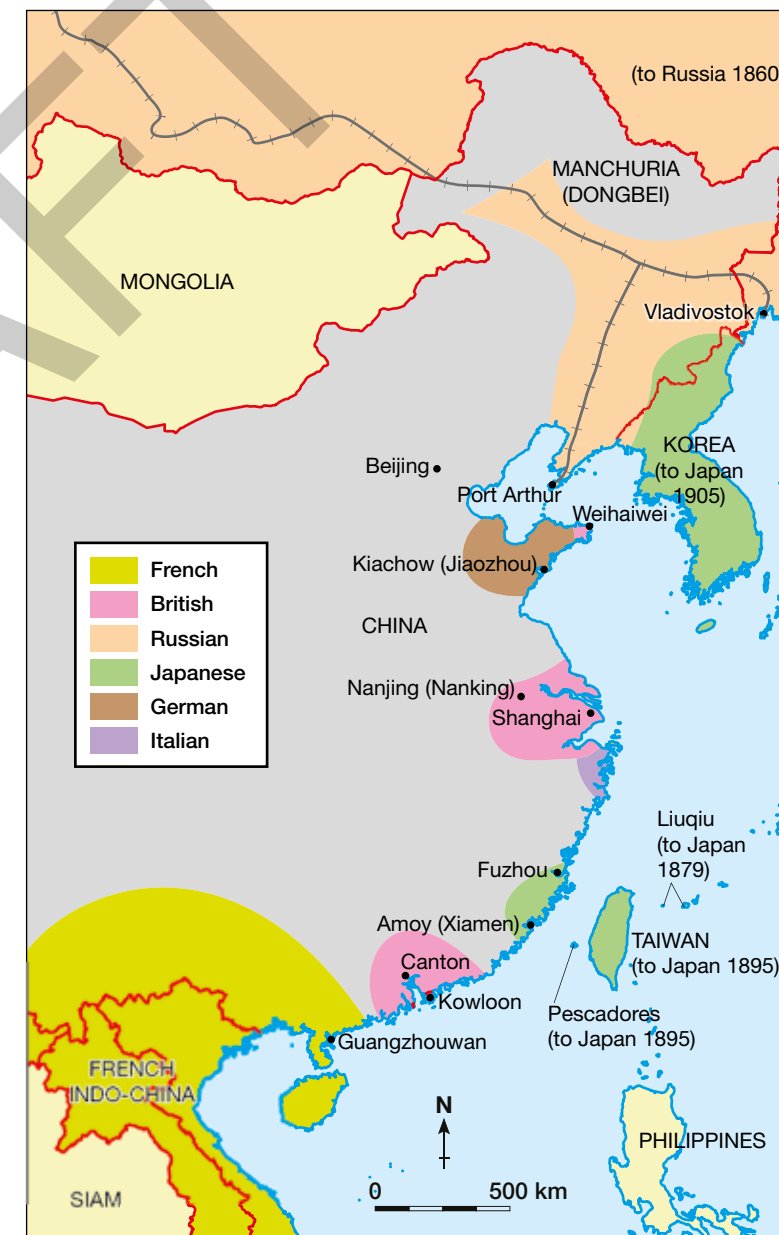 (to Russia 1860
MANCHURIA
(DONGBEI)
MONGOLIA
Vladivostok
KOREA
(to Japan
1905)
Beijing
Port Arthur
Weihaiwei
Kiachow (Jiaozhou)
French
British
Russian
Japanese
German
Italian
CHINA
Nanjing (Nanking)
Shanghai
Liuqiu
(to Japan
1879)
Fuzhou
Amoy (Xiamen)
TAIWAN
(to Japan 1895)
Canton
Kowloon
Pescadores
(to Japan 1895)
Guangzhouwan
FRENCH
INDO-CHINA
N
PHILIPPINES
SIAM
0 500 km